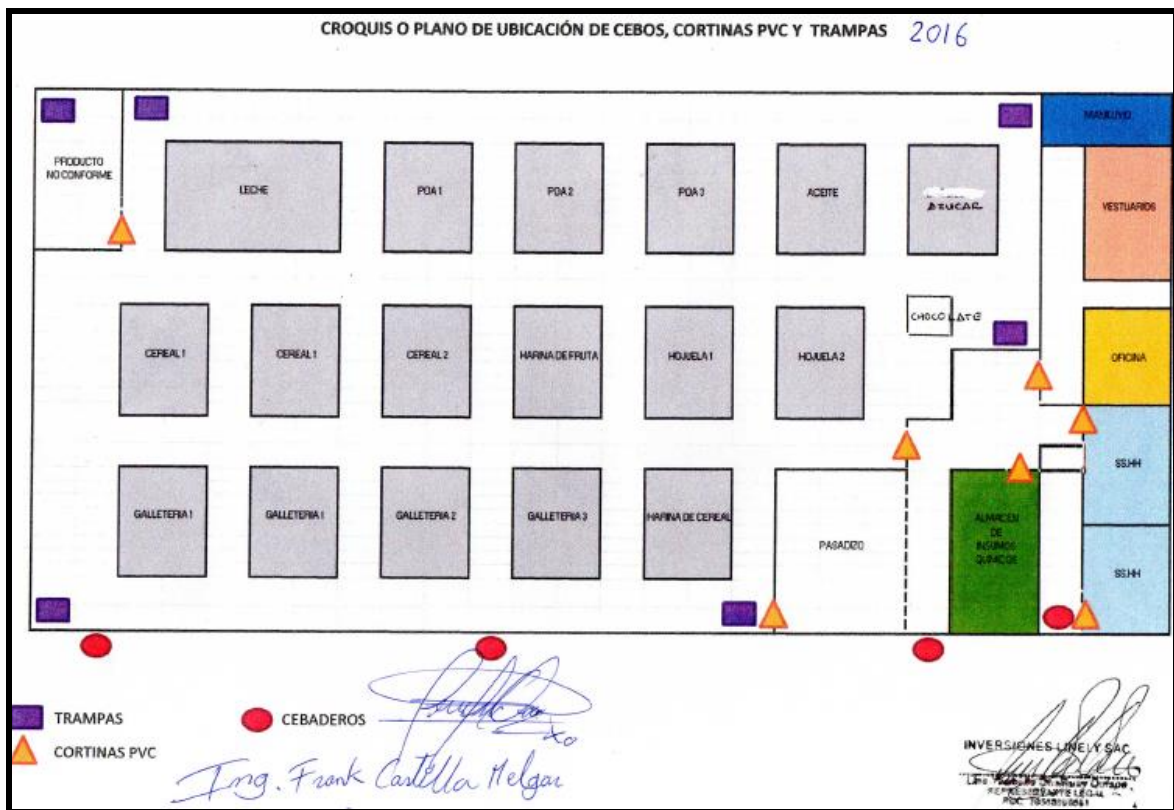 CROQUIS O PLANO DE UBICACIÓN DE CEBOS, CORTINAS PVC Y TRAMPAS 2016
MANILUVIO
PRODUCTO
NO CONFORME
LECHE
POA 1
POA 2
POA 3
ACEITE
AZUCAR
VESTUARIOS
CHOCOLATE
CEREAL 1
CEREAL 1
CEREAL 2
HARINA DE FRUTA
HOJUELA 1
HOJUELA 2
OFICINA
SS.HH
GALLETERIA 1
GALLETERIA 1
GALLETERIA 2
GALLETERIA 3
HARINA DE CEREAL
PASADIZO
ALMACEN
DE
INSUMOS
QUIMICOS
SS.HH
TRAMPAS
CEBADEROS
CORTINAS PVC
Ing. Frank Castilla Melgar
INVERSIONES LINELY SAC
REPRESENTANTE LEGAL